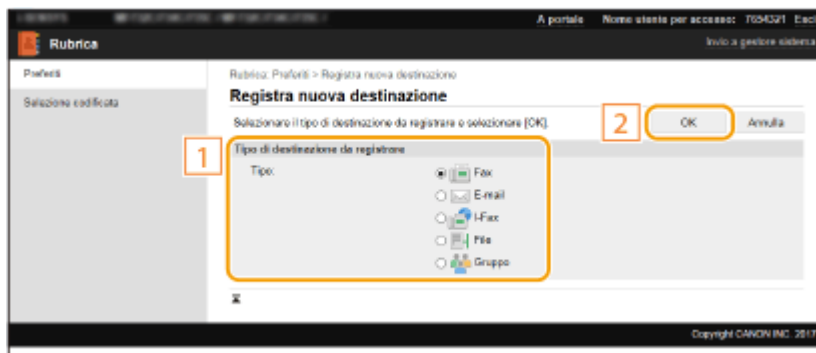 A portale Nome utente per accesso: 7654321 Esci
Rubrica
Invio a gestore sistema
Preferiti
Rubrica: Preferiti > Registra nuova destinazione
Selezione codificata
Registra nuova destinazione
Selezionare il tipo di destinazione da registrare e selezionare [OK].
2
OK
Annulla
1
Tipo di destinazione da registrare
Tipo:
Fax
E-mail
I-Fax
File
Gruppo
Copyright CANON INC. 2017